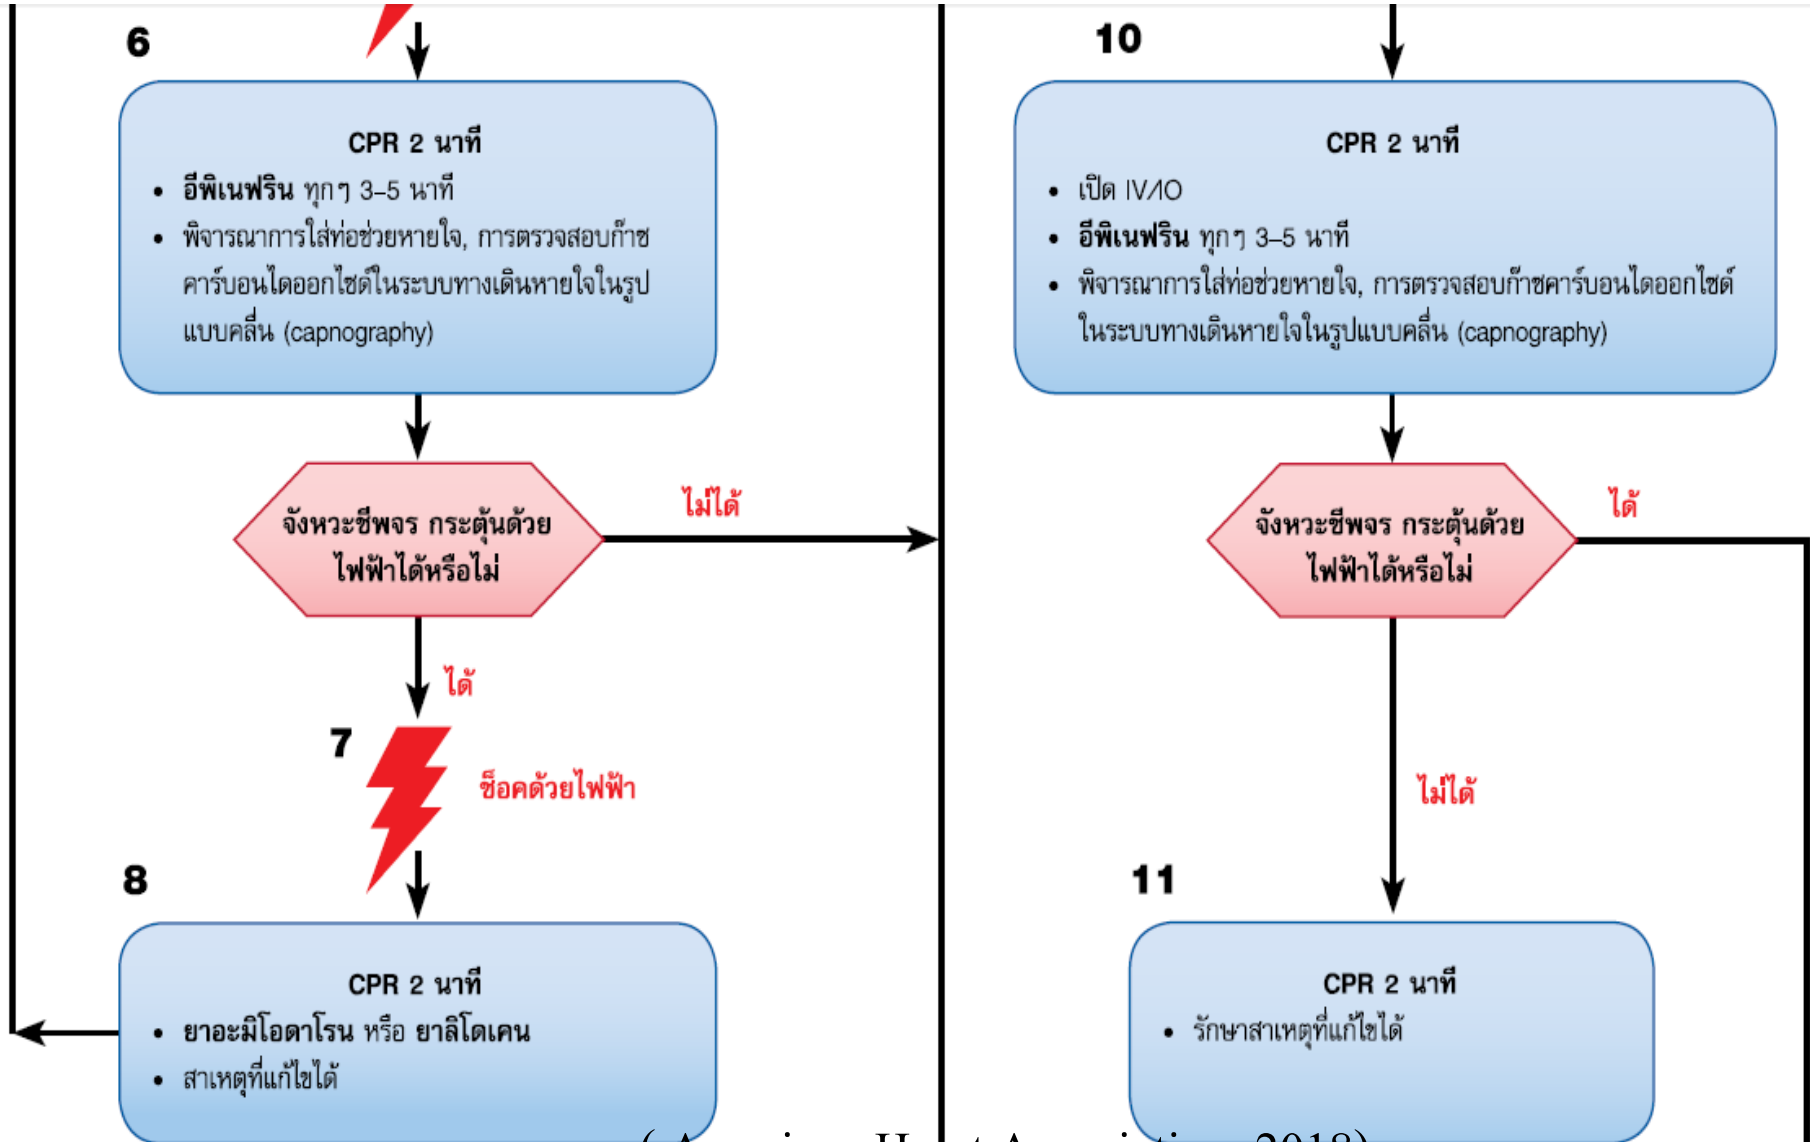 6
CPR 2 นาที
• อีพิเนฟริน ทุกๆ 3–5 นาที
• พิจารณาการใส่ท่อช่วยหายใจ, การตรวจสอบก๊าซ
คาร์บอนไดออกไซด์ในระบบทางเดินหายใจในรูป
แบบคลื่น (capnography)
จังหวะชีพจร กระตุ้นด้วย
ไฟฟ้าได้หรือไม่
ไม่ได้
ได้
7
ช็อคด้วยไฟฟ้า
8
CPR 2 นาที
• ยาอะมิโอดาโรน หรือ ยาลิโดเคน
• สาเหตุที่แก้ไขได้
10
CPR 2 นาที
• เปิด IV/IO
• อีพิเนฟริน ทุกๆ 3–5 นาที
• พิจารณาการใส่ท่อช่วยหายใจ, การตรวจสอบก๊าซคาร์บอนไดออกไซด์
ในระบบทางเดินหายใจในรูปแบบคลื่น (capnography)
จังหวะชีพจร กระตุ้นด้วย
ไฟฟ้าได้หรือไม่
ได้
ไม่ได้
11
CPR 2 นาที
• รักษาสาเหตุที่แก้ไขได้